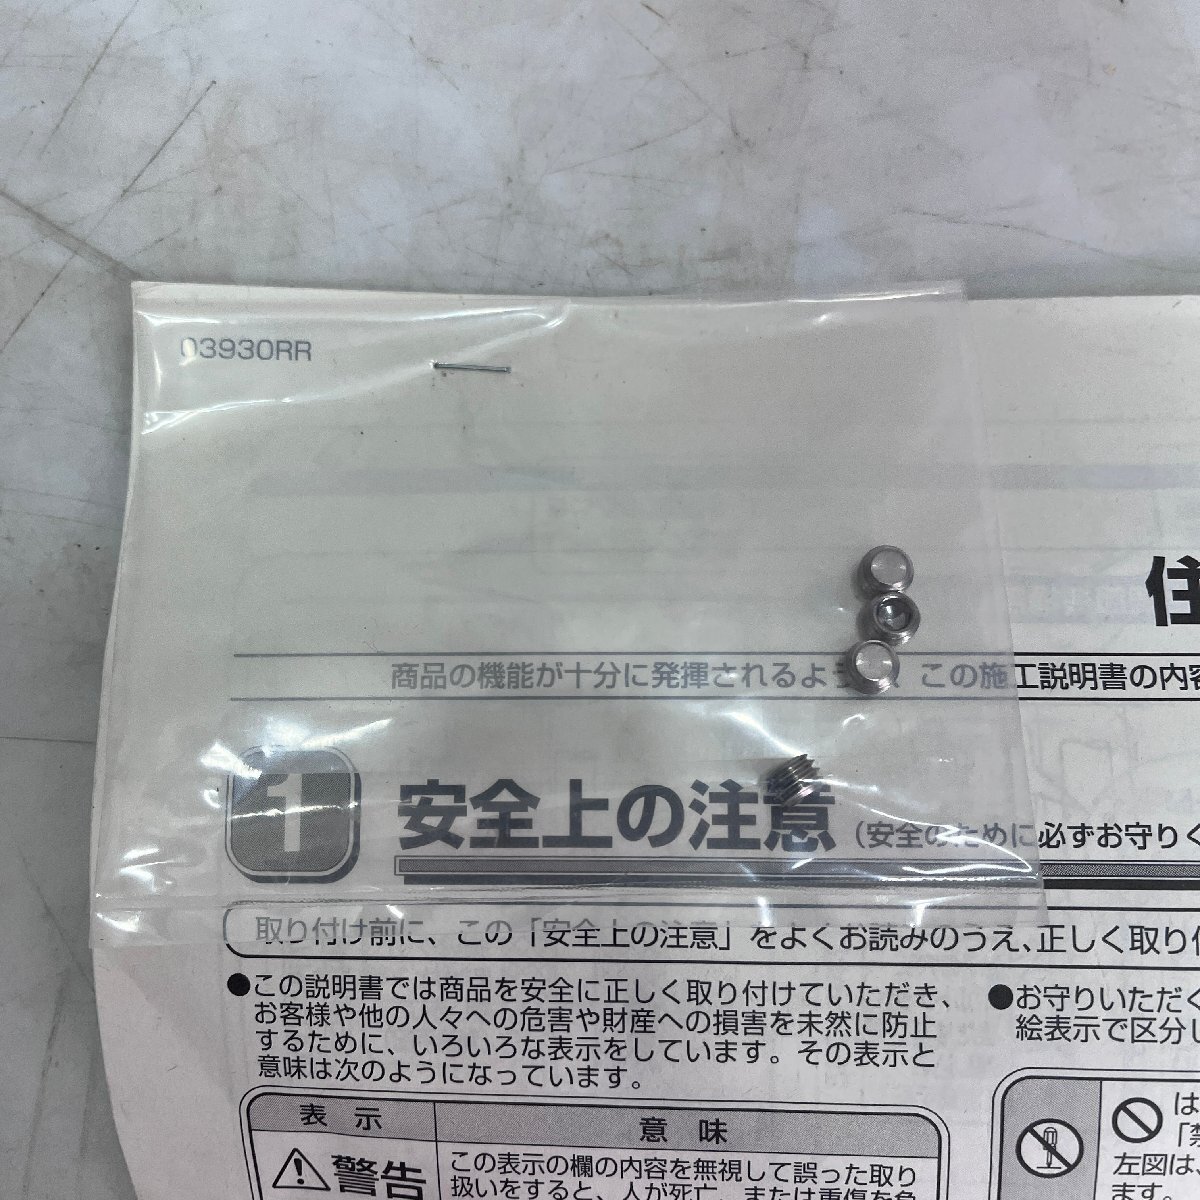 03930RR
住
商品の機能が十分に発揮されるよう、この施工説明書の内容
1 安全上の注意 (安全のために必ずお守りく
取り付け前に、この「安全上の注意」をよくお読みのうえ、正しく取り付
●この説明書では商品を安全に正しく取り付けていただき、
お客様や他の人々への危害や財産への損害を未然に防止
するために、いろいろな表示をしています。その表示と
意味は次のようになっています。
表 示
意 味
警告
この表示の欄の内容を無視して誤った取り
扱いをすると、人が死亡、または重傷を負
●お守りいただく
絵表示で区分し
は
「禁
左図は、
ます。